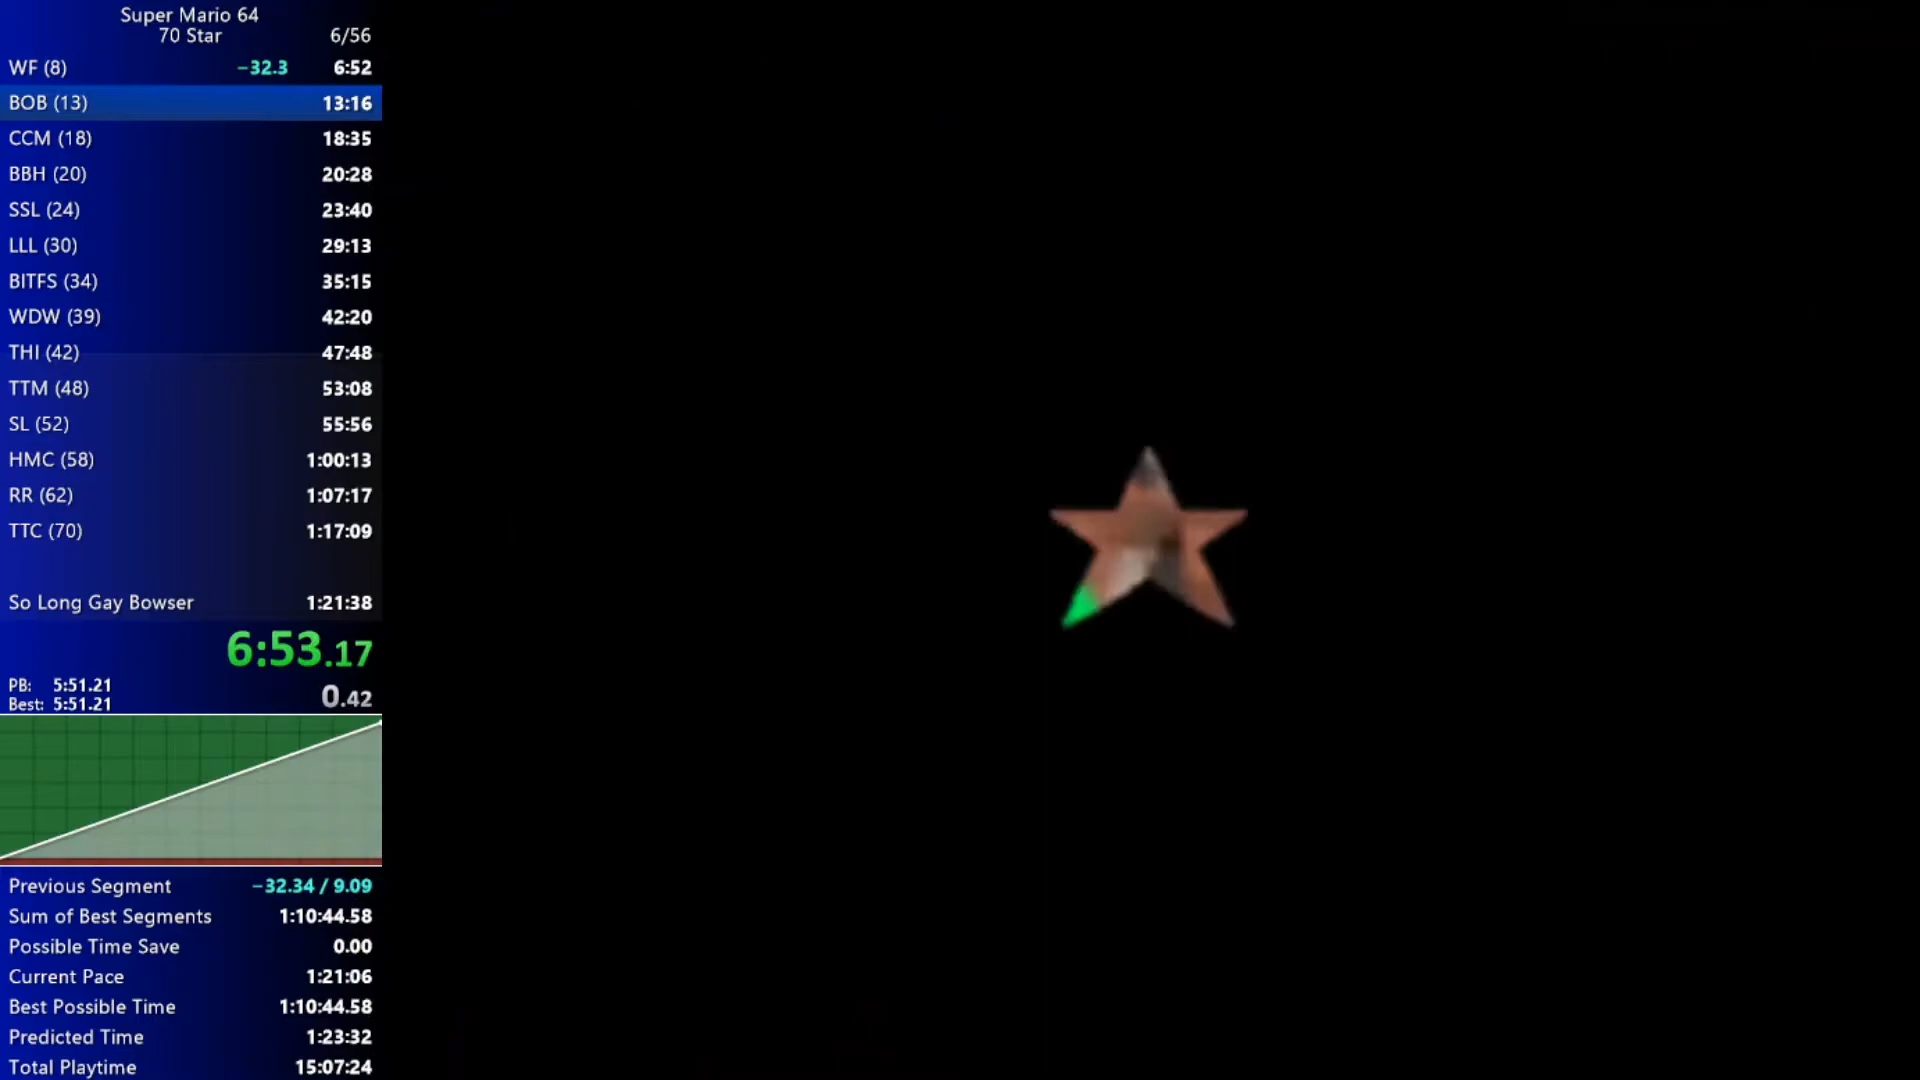 Super Mario 64
70 Star 6/56
WF (8) −32.3 6:52
BOB (13) 13:16
CCM (18) 18:35
BBH (20) 20:28
SSL (24) 23:40
LLL (30) 29:13
BITFS (34) 35:15
WDW (39) 42:20
THI (42) 47:48
TTM (48) 53:08
SL (52) 55:56
HMC (58) 1:00:13
RR (62) 1:07:17
TTC (70) 1:17:09
So Long Gay Bowser 1:21:38
6:53.17
PB: 5:51.21
Best: 5:51.21 0.42
Previous Segment −32.34 / 9.09
Sum of Best Segments 1:10:44.58
Possible Time Save 0.00
Current Pace 1:21:06
Best Possible Time 1:10:44.58
Predicted Time 1:23:32
Total Playtime 15:07:24